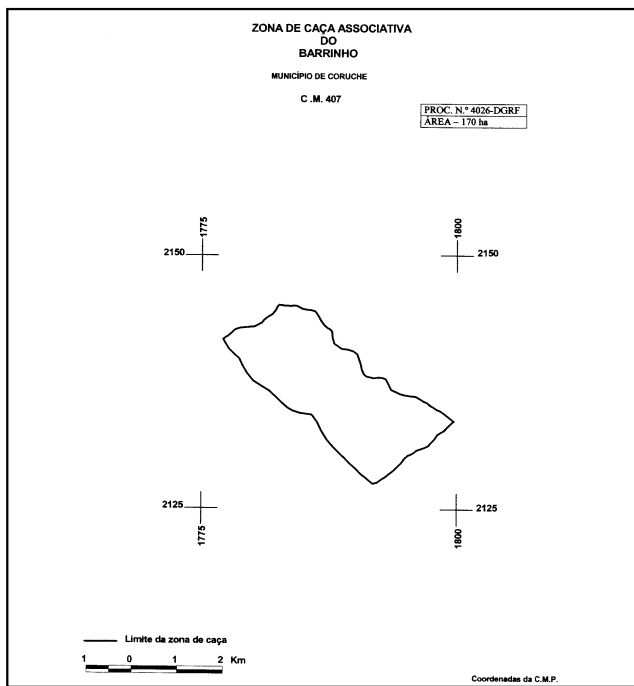 ZONA DE CAÇA ASSOCIATIVA
DO
BARRINHO
MUNICÍPIO DE CORUCHE
C .M. 407
PROC. N.º 4026-DGRF
ÁREA – 170 ha
1775
1800
2150
2150
2125
2125
1775
1800
Limite da zona de caça
1 0 1 2 Km
Coordenadas da C.M.P.